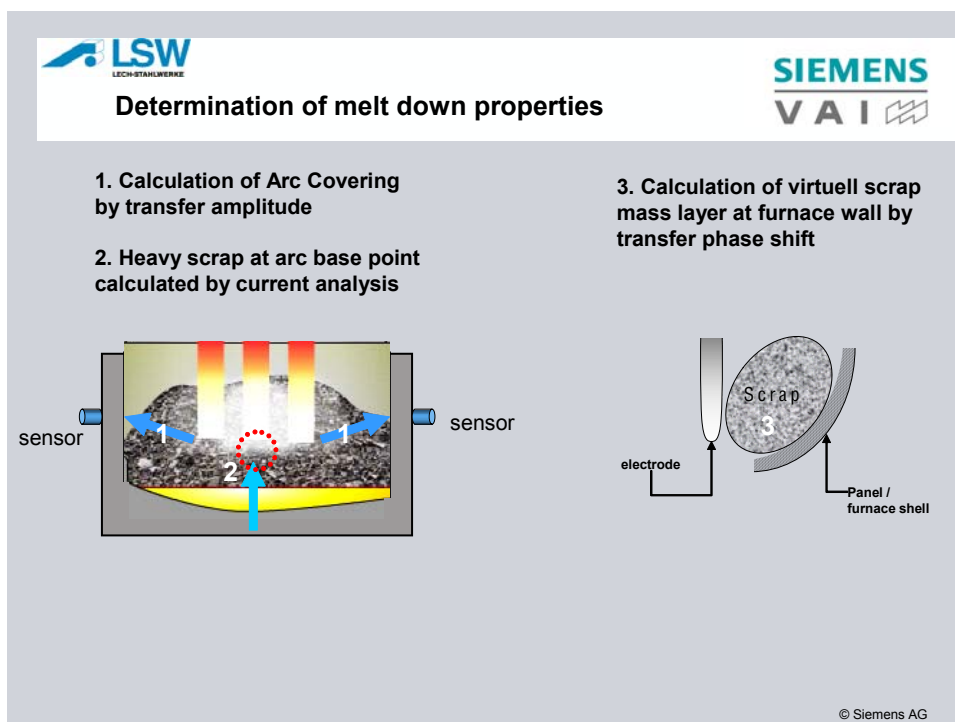 LSW
LECH-STAHLWERKE
SIEMENS
VAI
Determination of melt down properties
1. Calculation of Arc Covering
by transfer amplitude
2. Heavy scrap at arc base point
calculated by current analysis
3. Calculation of virtuell scrap
mass layer at furnace wall by
transfer phase shift
sensor
1
1
sensor
2
Scrap
3
electrode
Panel /
furnace shell
© Siemens AG